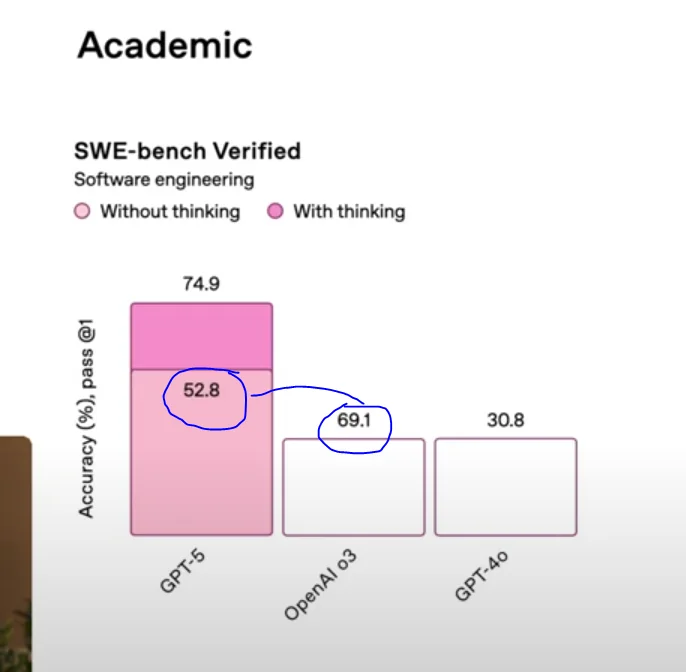 Academic
SWE-bench Verified
Software engineering
Without thinking With thinking
74.9
52.8
69.1
30.8
Accuracy (%), pass @1
GPT-5
OpenAI o3
GPT-4o